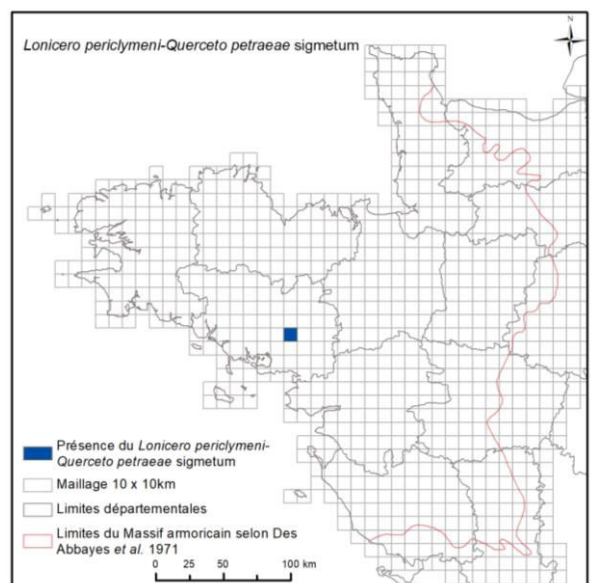 N
Lonicero periclymeni-Querceto petraeae sigmetum
Présence du Lonicero periclymeni-
Querceto petraeae sigmetum
Maillage 10 x 10km
Limites départementales
Limites du Massif armoricain selon Des
Abbayes et al. 1971
0 25 50 100 km